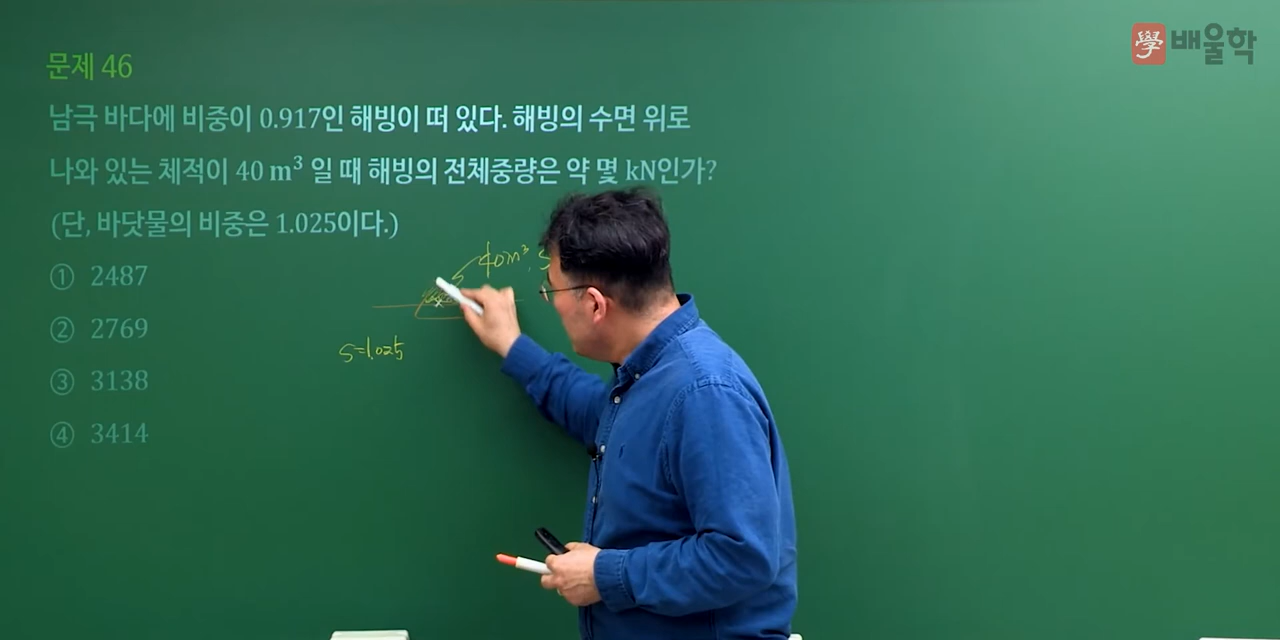 學 배울학
문제 46
남극 바다에 비중이 0.917인 해빙이 떠 있다. 해빙의 수면 위로
나와 있는 체적이 40 m³ 일 때 해빙의 전체중량은 약 몇 kN인가?
(단, 바닷물의 비중은 1.025이다.)
① 2487
② 2769
③ 3138
④ 3414
40m³, S
S=1.025